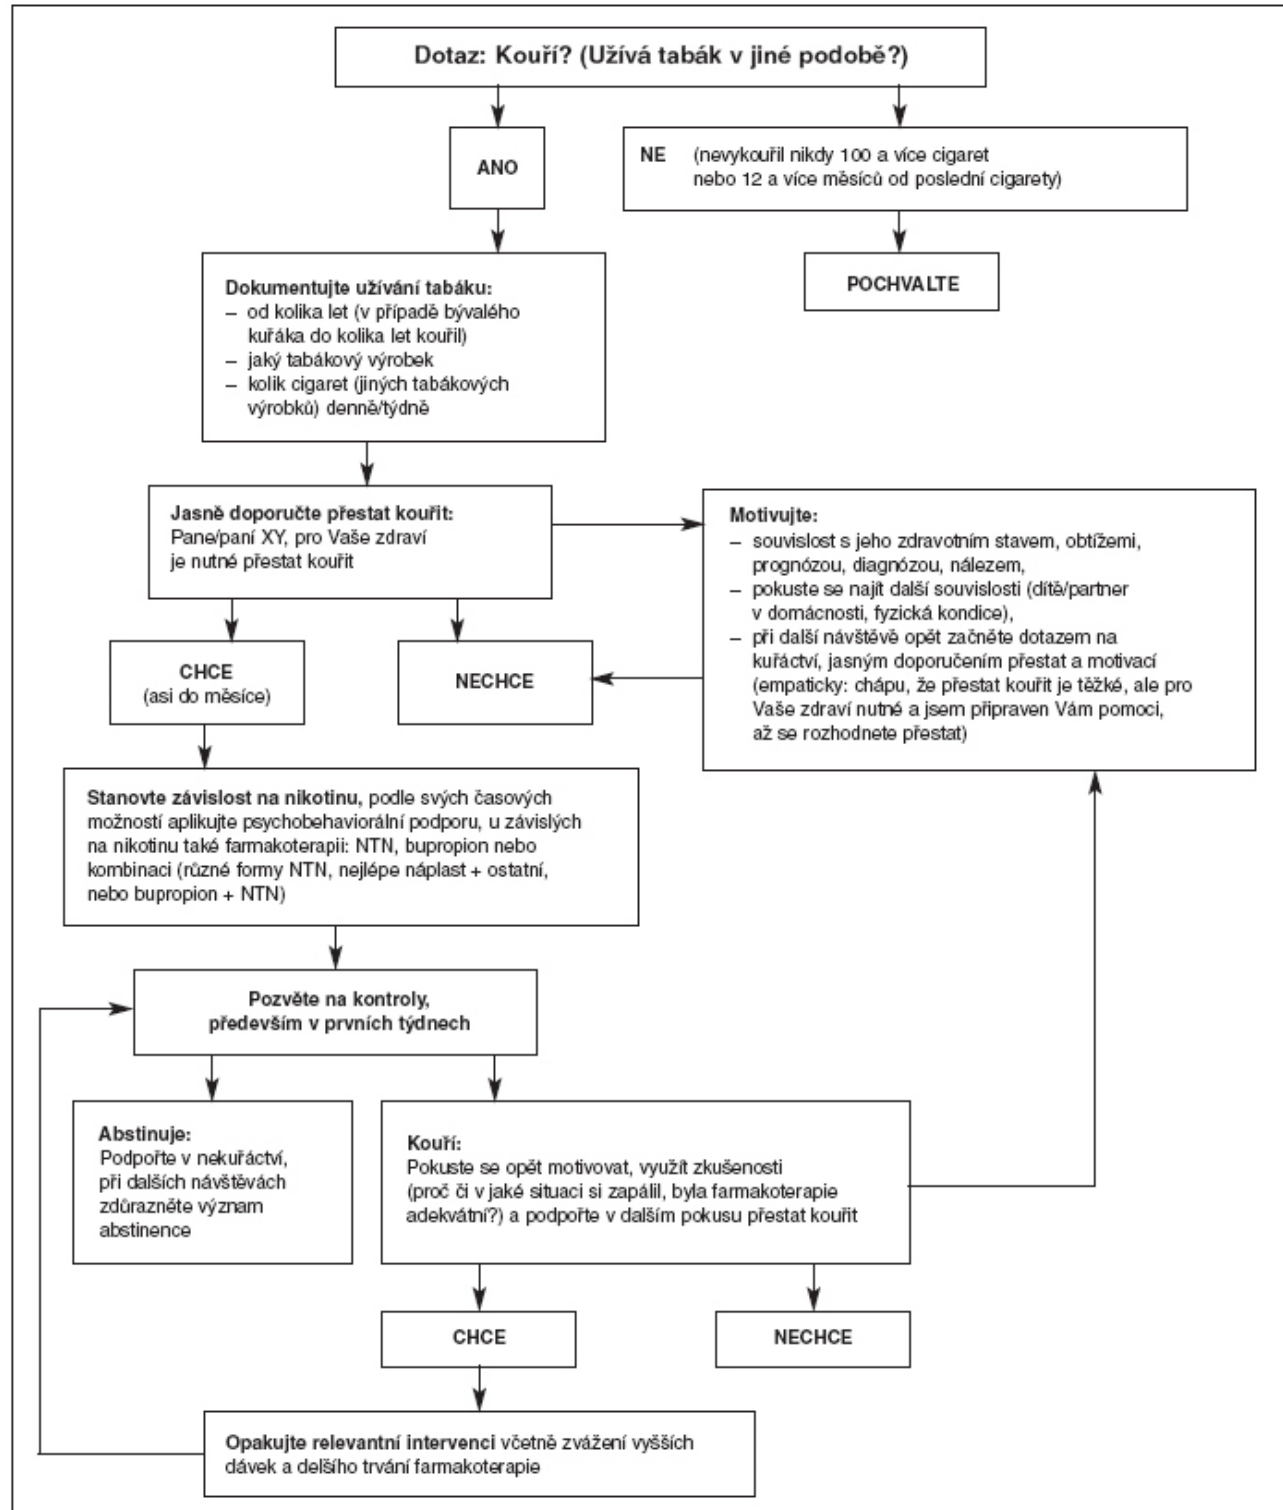 Dotaz: Kouří? (Užívá tabák v jiné podobě?)
ANO
NE (nevykouřil nikdy 100 a více cigaret
nebo 12 a více měsíců od poslední cigarety)
POCHVALTE
Dokumentujte užívání tabáku:
– od kolika let (v případě bývalého
kuřáka do kolika let kouřil)
– jaký tabákový výrobek
– kolik cigaret (jiných tabákových
výrobků) denně/týdně
Jasně doporučte přestat kouřit:
Pane/paní XY, pro Vaše zdraví
je nutné přestat kouřit
Motivujte:
– souvislost s jeho zdravotním stavem, obtížemi,
prognózou, diagnózou, nálezem,
– pokuste se najít další souvislosti (dítě/partner
v domácnosti, fyzická kondice),
– při další návštěvě opět začněte dotazem na
kuřáctví, jasným doporučením přestat a motivací
(empaticky: chápu, že přestat kouřit je těžké, ale pro
Vaše zdraví nutné a jsem připraven Vám pomoci,
až se rozhodnete přestat)
CHCE
(asi do měsíce)
NECHCE
Stanovte závislost na nikotinu, podle svých časových
možností aplikujte psychobehaviorální podporu, u závislých
na nikotinu také farmakoterapii: NTN, bupropion nebo
kombinaci (různé formy NTN, nejlépe náplast + ostatní,
nebo bupropion + NTN)
Pozvěte na kontroly,
především v prvních týdnech
Abstinuje:
Podpořte v nekuřáctví,
při dalších návštěvách
zdůrazněte význam
abstinence
Kouří:
Pokuste se opět motivovat, využít zkušenosti
(proč či v jaké situaci si zapálil, byla farmakoterapie
adekvátní?) a podpořte v dalším pokusu přestat kouřit
CHCE
NECHCE
Opakujte relevantní intervenci včetně zvážení vyšších
dávek a delšího trvání farmakoterapie